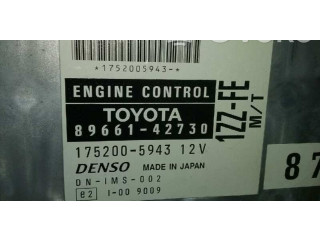 *1752005943-*
ENGINE CONTROL
TOYOTA
89661-42730
175200-5943 12V
DENSO MADE IN JAPAN
DN-IMS-002
e2 I-00 9009
1ZZ-FE
M/T
87